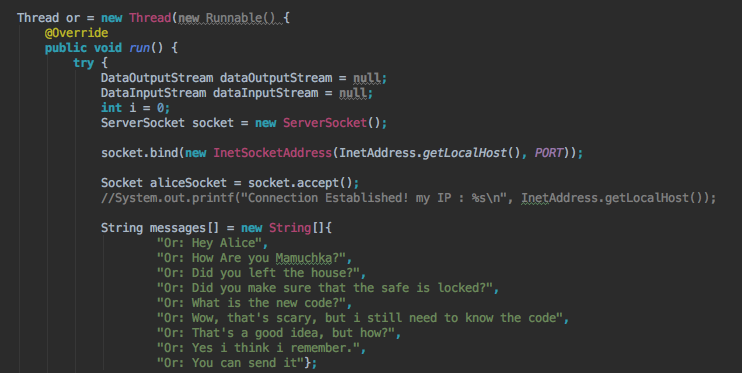 Thread or = new Thread(new Runnable() {
@Override
public void run() {
try {
DataOutputStream dataOutputStream = null;
DataInputStream dataInputStream = null;
int i = 0;
ServerSocket socket = new ServerSocket();
socket.bind(new InetSocketAddress(InetAddress.getLocalHost(), PORT));
Socket aliceSocket = socket.accept();
//System.out.printf("Connection Established! my IP : %s\n", InetAddress.getLocalHost());
String messages[] = new String[]{
"Or: Hey Alice",
"Or: How Are you Mamuchka?",
"Or: Did you left the house?",
"Or: Did you make sure that the safe is locked?",
"Or: What is the new code?",
"Or: Wow, that's scary, but i still need to know the code",
"Or: That's a good idea, but how?",
"Or: Yes i think i remember.",
"Or: You can send it"};